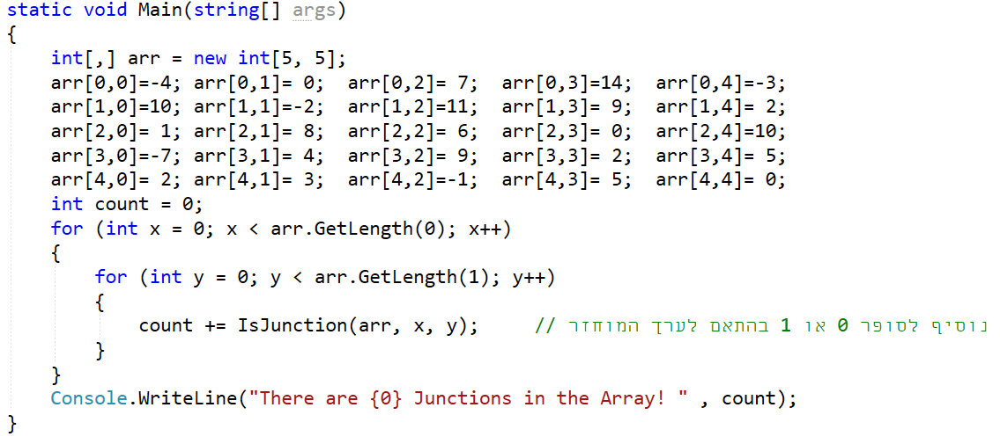 static void Main(string[] args)
{
    int[,] arr = new int[5, 5];
    arr[0,0]=-4; arr[0,1]= 0;  arr[0,2]= 7;  arr[0,3]=14;  arr[0,4]=-3;
    arr[1,0]=10; arr[1,1]=-2;  arr[1,2]=11;  arr[1,3]= 9;  arr[1,4]= 2;
    arr[2,0]= 1; arr[2,1]= 8;  arr[2,2]= 6;  arr[2,3]= 0;  arr[2,4]=10;
    arr[3,0]=-7; arr[3,1]= 4;  arr[3,2]= 9;  arr[3,3]= 2;  arr[3,4]= 5;
    arr[4,0]= 2; arr[4,1]= 3;  arr[4,2]=-1;  arr[4,3]= 5;  arr[4,4]= 0;
    int count = 0;
    for (int x = 0; x < arr.GetLength(0); x++)
    {
        for (int y = 0; y < arr.GetLength(1); y++)
        {
            count += IsJunction(arr, x, y);     // נוסיף לסופר 0 או 1 בהתאם לערך המוחזר
        }
    }
    Console.WriteLine("There are {0} Junctions in the Array! " , count);
}